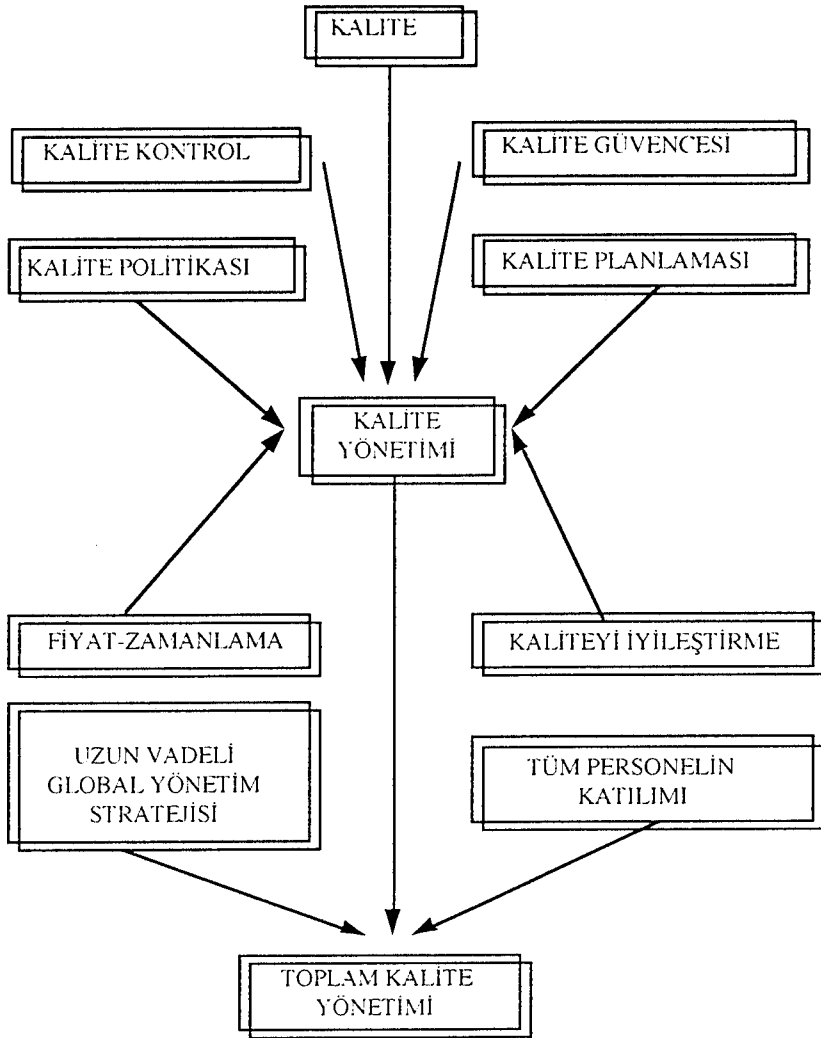 KALİTE
KALİTE KONTROL
KALİTE GÜVENCESİ
KALİTE POLİTİKASI
KALİTE PLANLAMASI
KALİTE
YÖNETİMİ
FİYAT-ZAMANLAMA
KALİTEYİ İYİLEŞTİRME
UZUN VADELİ
GLOBAL YÖNETİM
STRATEJİSİ
TÜM PERSONELİN
KATILIMI
TOPLAM KALİTE
YÖNETİMİ